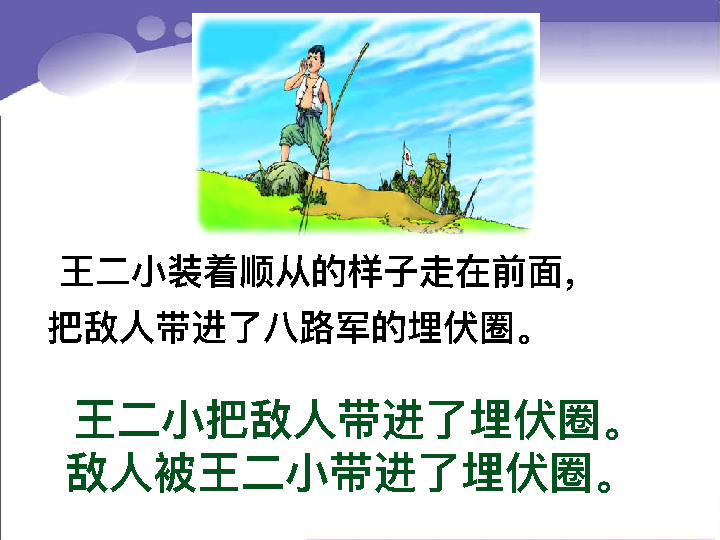 王二小装着顺从的样子走在前面，
把敌人带进了八路军的埋伏圈。
王二小把敌人带进了埋伏圈。
敌人被王二小带进了埋伏圈。